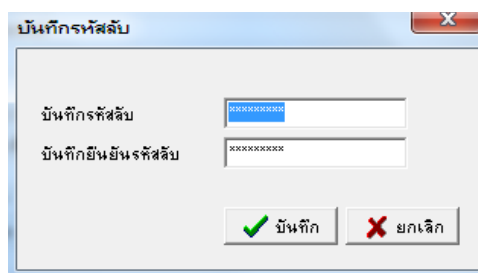 บันทึกรหัสลับ
บันทึกรหัสลับ *********
บันทึกยืนยันรหัสลับ *********
บันทึก ยกเลิก